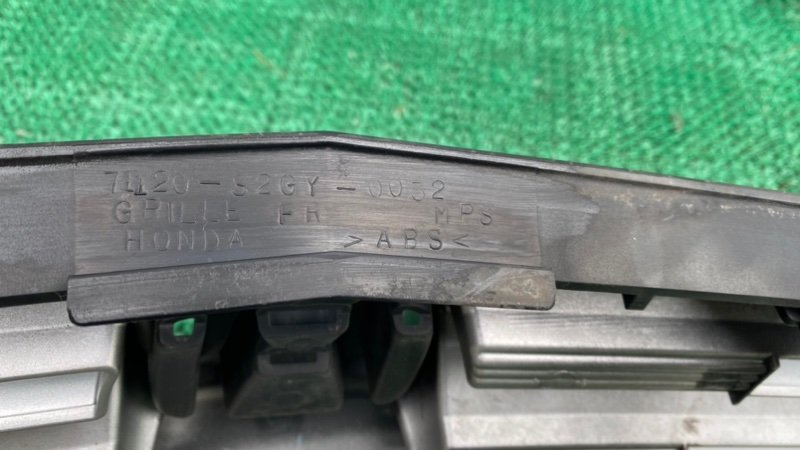 71120-S2GY-0032
GRILLE FR MPS
HONDA >ABS<